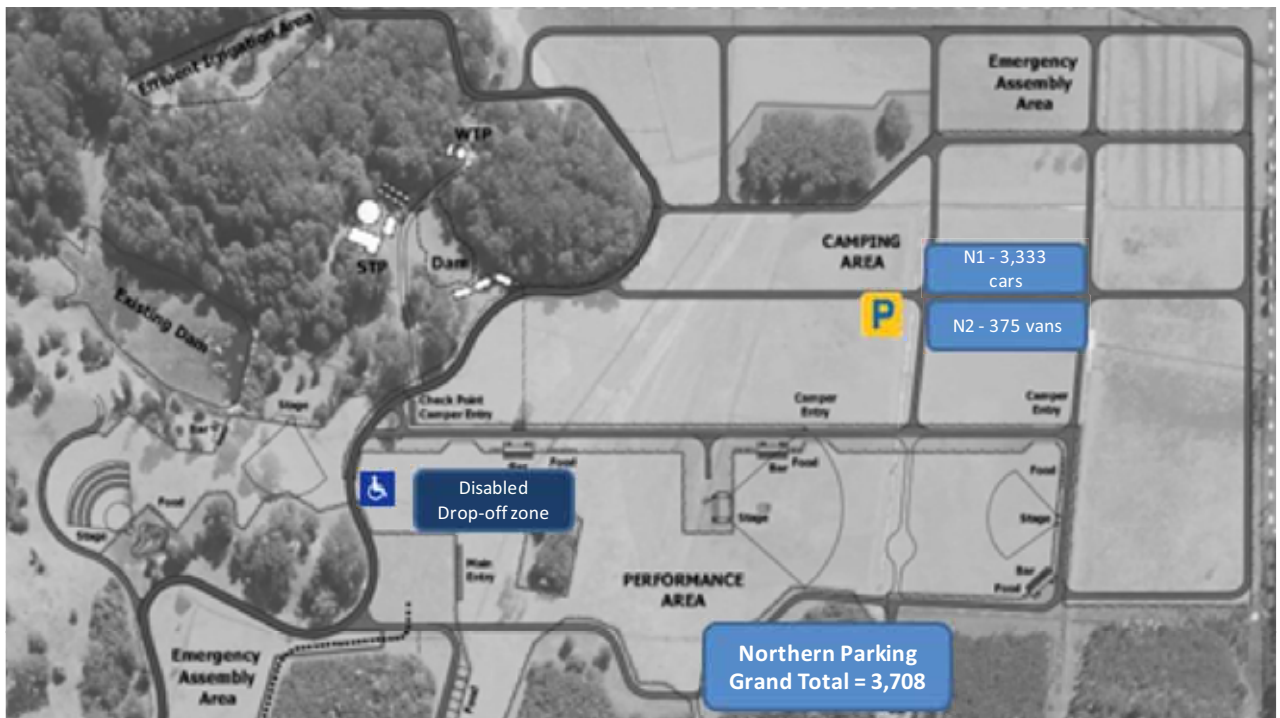 Effluent Irrigation Area
Emergency
Assembly
Area
WTP
CAMPING
AREA
STP
Dam
N1 - 3,333
cars
P
N2 - 375 vans
Existing Dam
Check Point
Camper Entry
Camper
Entry
Camper
Entry
Stage
Bar
Bar
Food
Bar
Food
Food
Disabled
Drop-off zone
Food
Stage
Stage
Stage
Main
Entry
PERFORMANCE
AREA
Bar
Food
Emergency
Assembly
Area
Food
Northern Parking
Grand Total = 3,708